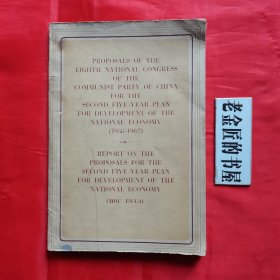 PROPOSALS OF THE
EIGHTH NATIONAL CONGRESS
OF THE
COMMUNIST PARTY OF CHINA
FOR THE
SECOND FIVE-YEAR PLAN
FOR DEVELOPMENT OF THE
NATIONAL ECONOMY
(1958-1962)
REPORT ON THE
PROPOSALS FOR THE
SECOND FIVE-YEAR PLAN
FOR DEVELOPMENT OF THE
NATIONAL ECONOMY
CHOU EN-LAI
老金匠的书屋